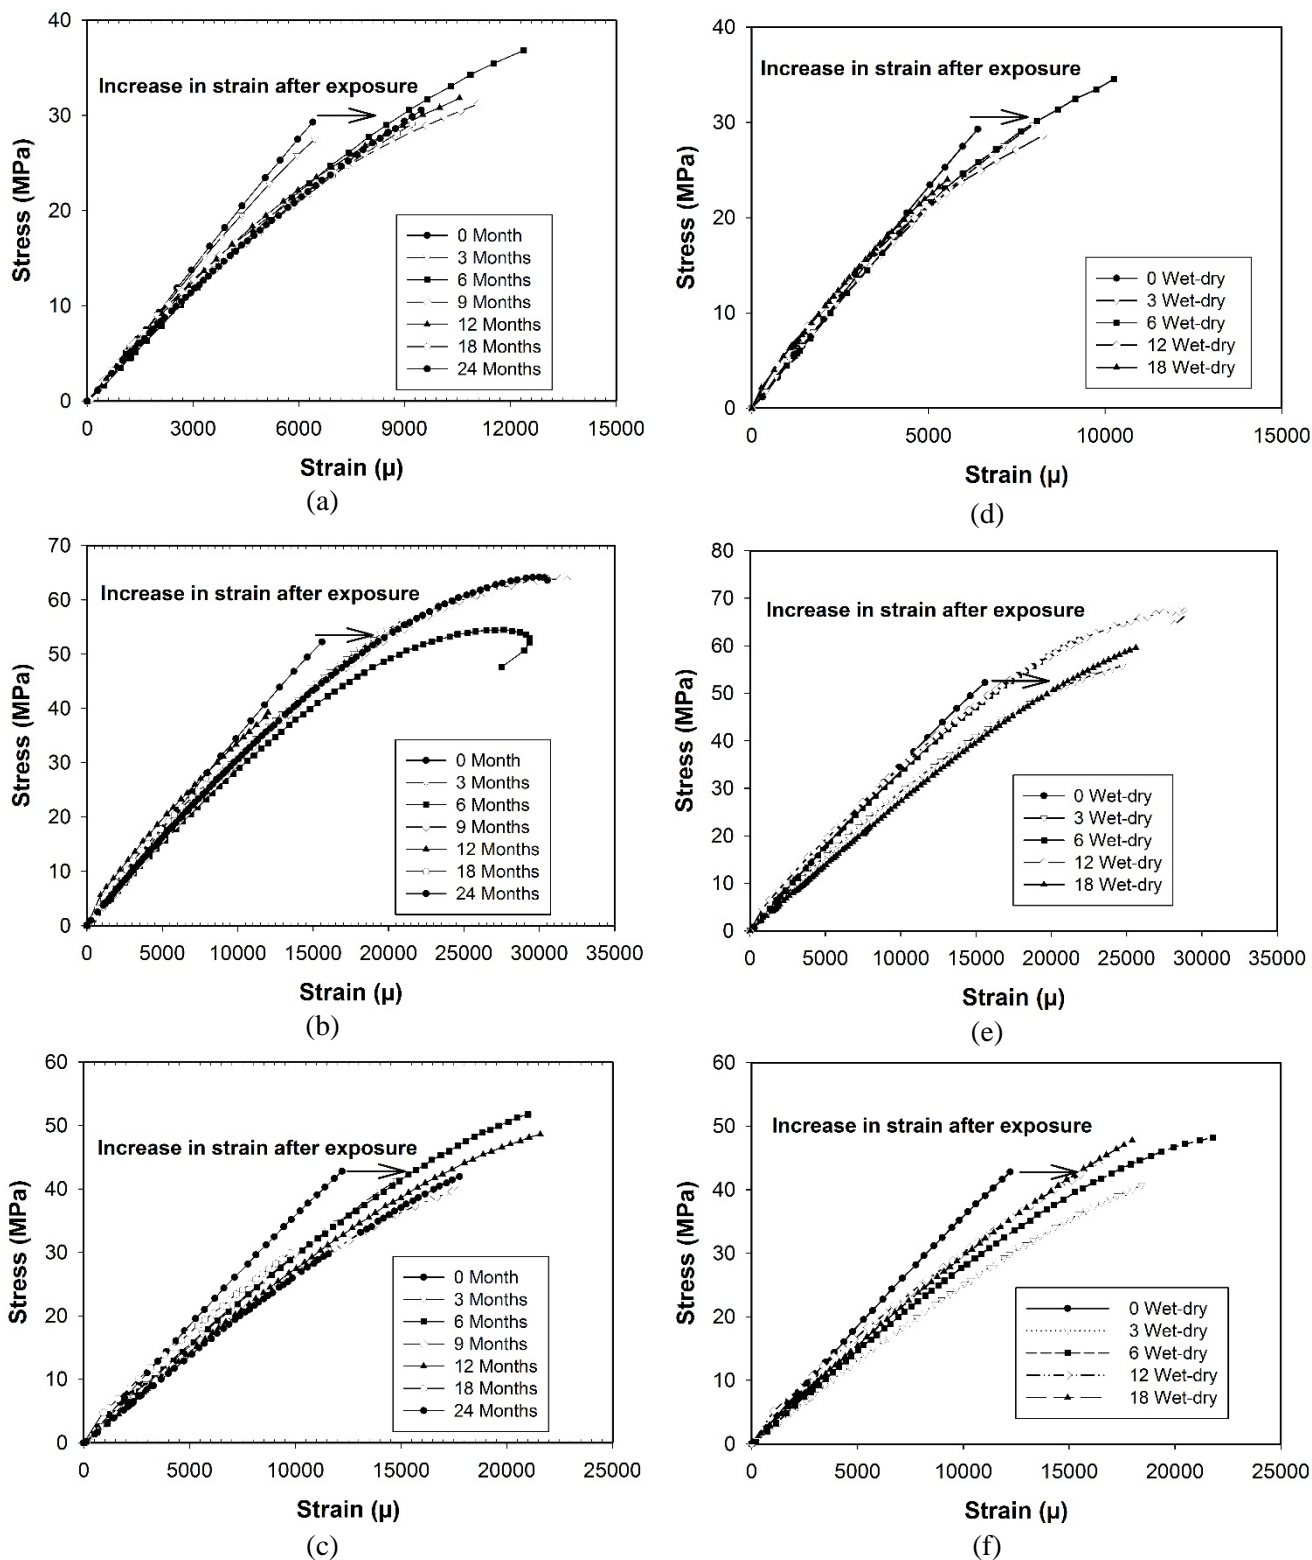 40
30
20
10
0
Stress (MPa)
Increase in strain after exposure
0 Month
3 Months
6 Months
9 Months
12 Months
18 Months
24 Months
0 3000 6000 9000 12000 15000
Strain (µ)
(a)
40
30
20
10
0
Stress (MPa)
Increase in strain after exposure
0 Wet-dry
3 Wet-dry
6 Wet-dry
12 Wet-dry
18 Wet-dry
0 5000 10000 15000
Strain (µ)
(d)
70
60
50
40
30
20
10
0
Stress (MPa)
Increase in strain after exposure
0 Month
3 Months
6 Months
9 Months
12 Months
18 Months
24 Months
0 5000 10000 15000 20000 25000 30000 35000
Strain (µ)
(b)
80
70
60
50
40
30
20
10
0
Stress (MPa)
Increase in strain after exposure
0 Wet-dry
3 Wet-dry
6 Wet-dry
12 Wet-dry
18 Wet-dry
0 5000 10000 15000 20000 25000 30000 35000
Strain (µ)
(e)
60
50
40
30
20
10
0
Stress (MPa)
Increase in strain after exposure
0 Month
3 Months
6 Months
9 Months
12 Months
18 Months
24 Months
0 5000 10000 15000 20000 25000
Strain (µ)
(c)
60
50
40
30
20
10
0
Stress (MPa)
Increase in strain after exposure
0 Wet-dry
3 Wet-dry
6 Wet-dry
12 Wet-dry
18 Wet-dry
0 5000 10000 15000 20000 25000
Strain (µ)
(f)